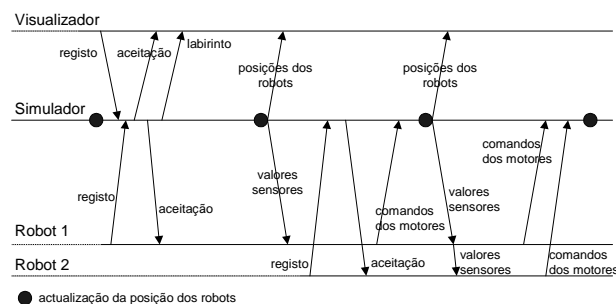 Visualizador
registo
aceitação
labirinto
posições dos
robots
posições dos
robots
Simulador
registo
aceitação
valores
sensores
comandos
dos motores
valores
sensores
comandos
dos motores
Robot 1
registo
aceitação
valores
sensores
comandos
dos motores
Robot 2
actualização da posição dos robots